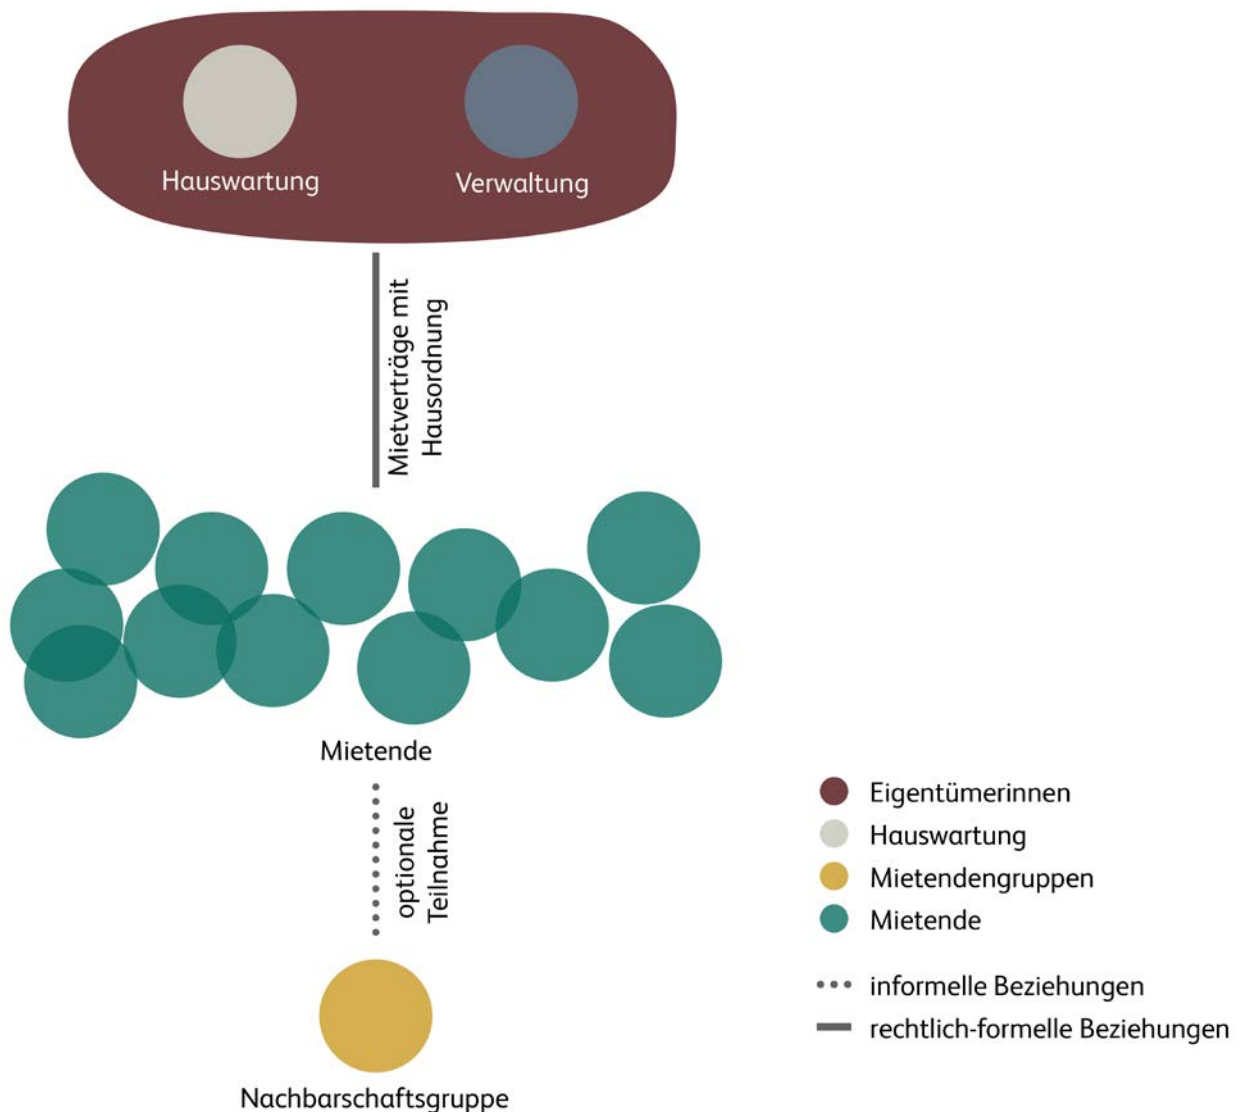 Hauswartung
Verwaltung
Mietverträge mit
Hausordnung
Mietende
optionale
Teilnahme
Nachbarschaftsgruppe
Eigentümerinnen
Hauswartung
Mietendengruppen
Mietende
informelle Beziehungen
rechtlich-formelle Beziehungen